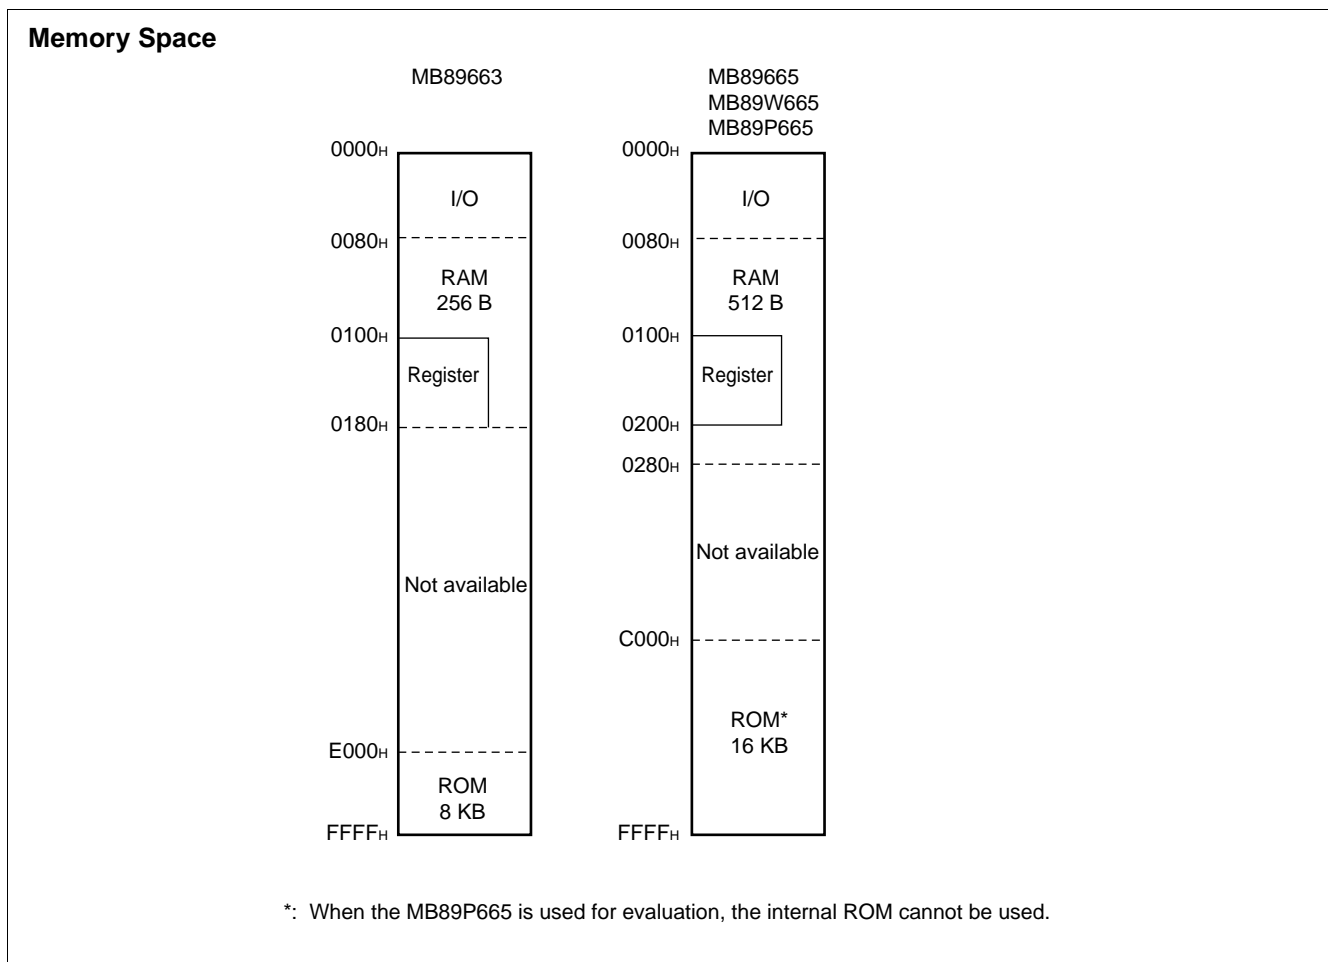 Memory Space
MB89663
0000H
I/O
0080H
RAM
256 B
0100H
Register
0180H
Not available
E000H
ROM
8 KB
FFFFH
MB89665
MB89W665
MB89P665
0000H
I/O
0080H
RAM
512 B
0100H
Register
0200H
0280H
Not available
C000H
ROM*
16 KB
FFFFH
*: When the MB89P665 is used for evaluation, the internal ROM cannot be used.